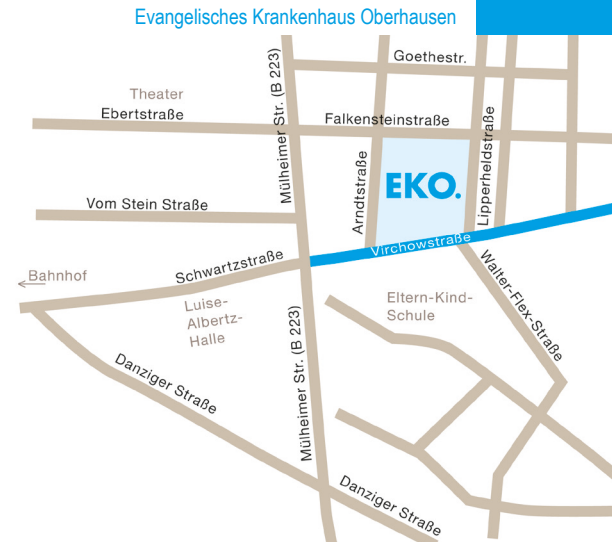 Evangelisches Krankenhaus Oberhausen
Goethestr.
Theater
Ebertstraße
Falkensteinstraße
Mülheimer Str. (B 223)
Arndtstraße
EKO.
Lipperheldstraße
Vom Stein Straße
Virchowstraße
Schwartzstraße
Bahnhof
Luise-
Albertz-
Halle
Eltern-Kind-
Schule
Walter-Flex-Straße
Mülheimer Str. (B 223)
Danziger Straße
Danziger Straße